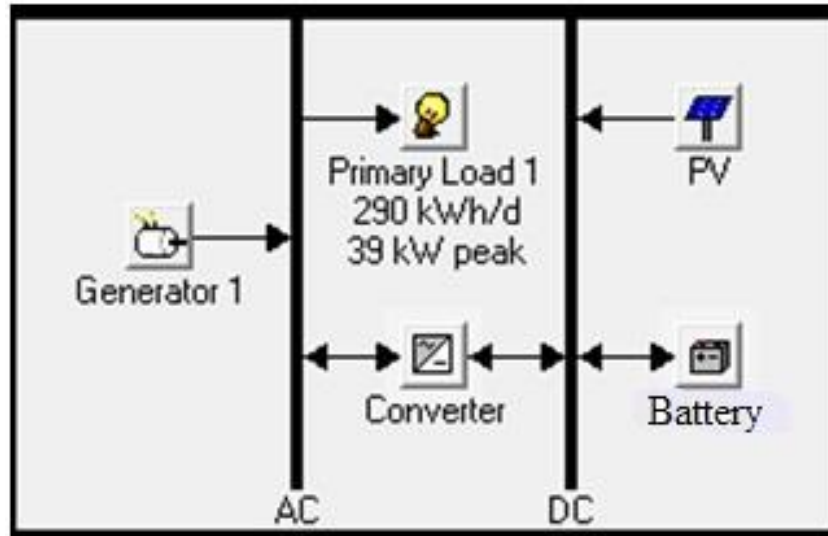 Primary Load 1
290 kWh/d
39 kW peak
PV
Generator 1
Converter
Battery
AC
DC